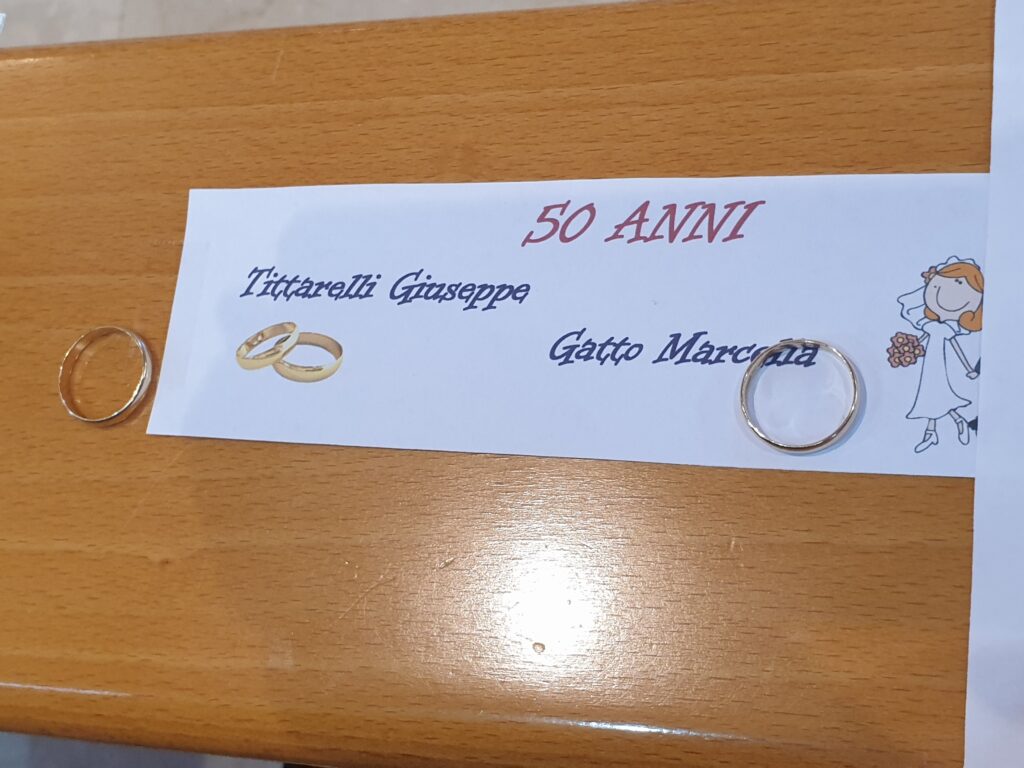 50 ANNI
Tittarelli Giuseppe
Gatto